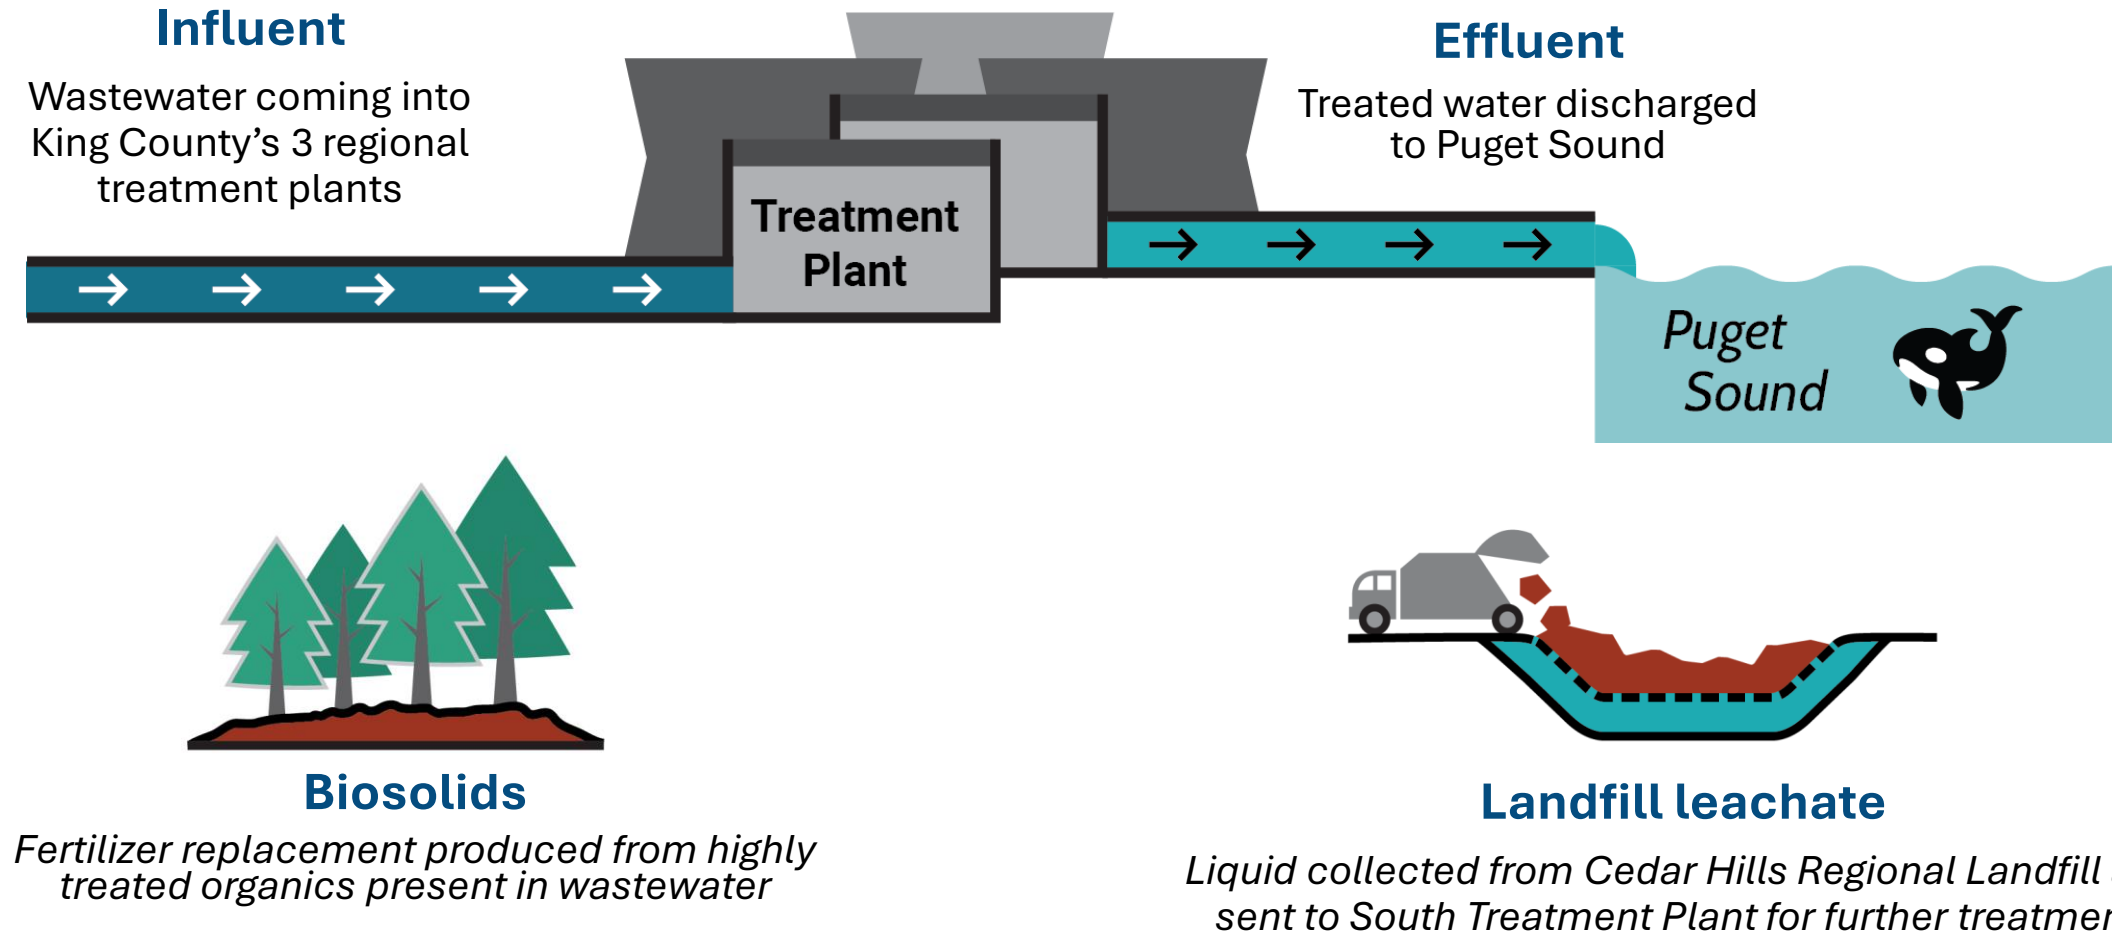 Influent
Wastewater coming into
King County’s 3 regional
treatment plants
Effluent
Treated water discharged
to Puget Sound
Treatment
Plant
Puget
Sound
Biosolids
Fertilizer replacement produced from highly
treated organics present in wastewater
Landfill leachate
Liquid collected from Cedar Hills Regional Landfill
sent to South Treatment Plant for further